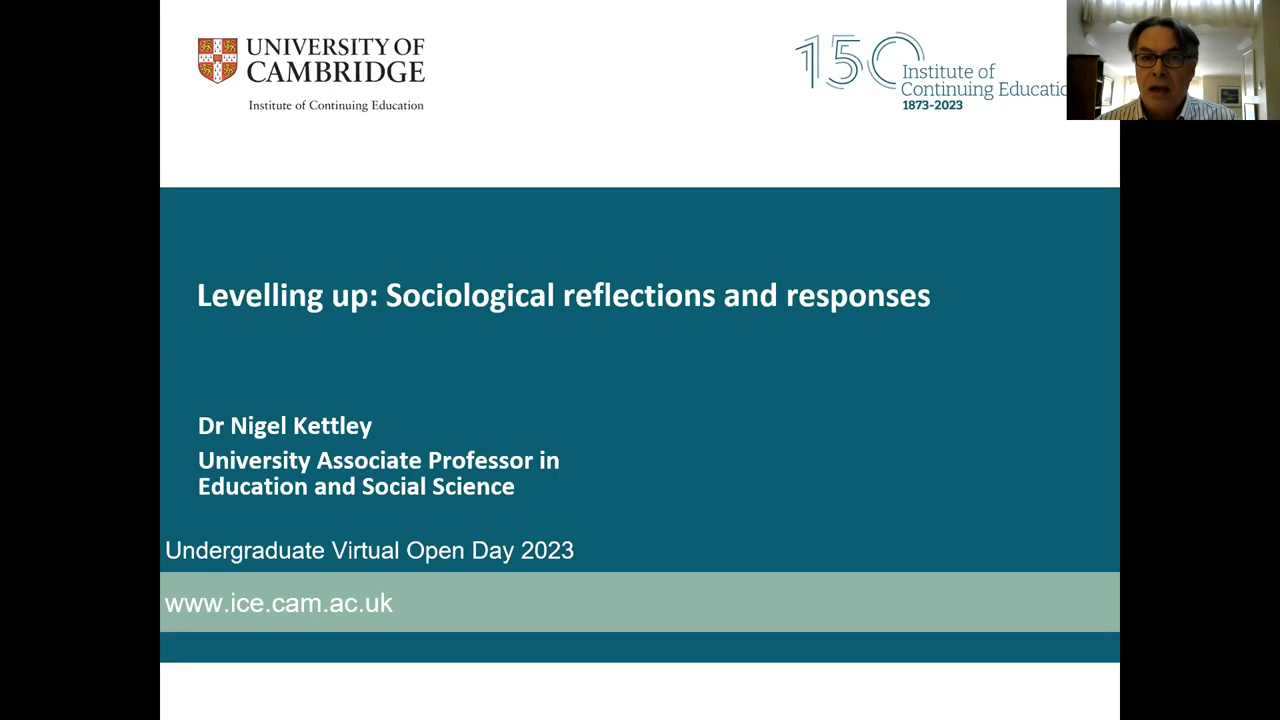 UNIVERSITY OF
CAMBRIDGE
Institute of Continuing Education
150
Institute of
Continuing Educatio
1873-2023
Levelling up: Sociological reflections and responses
Dr Nigel Kettley
University Associate Professor in
Education and Social Science
Undergraduate Virtual Open Day 2023
www.ice.cam.ac.uk